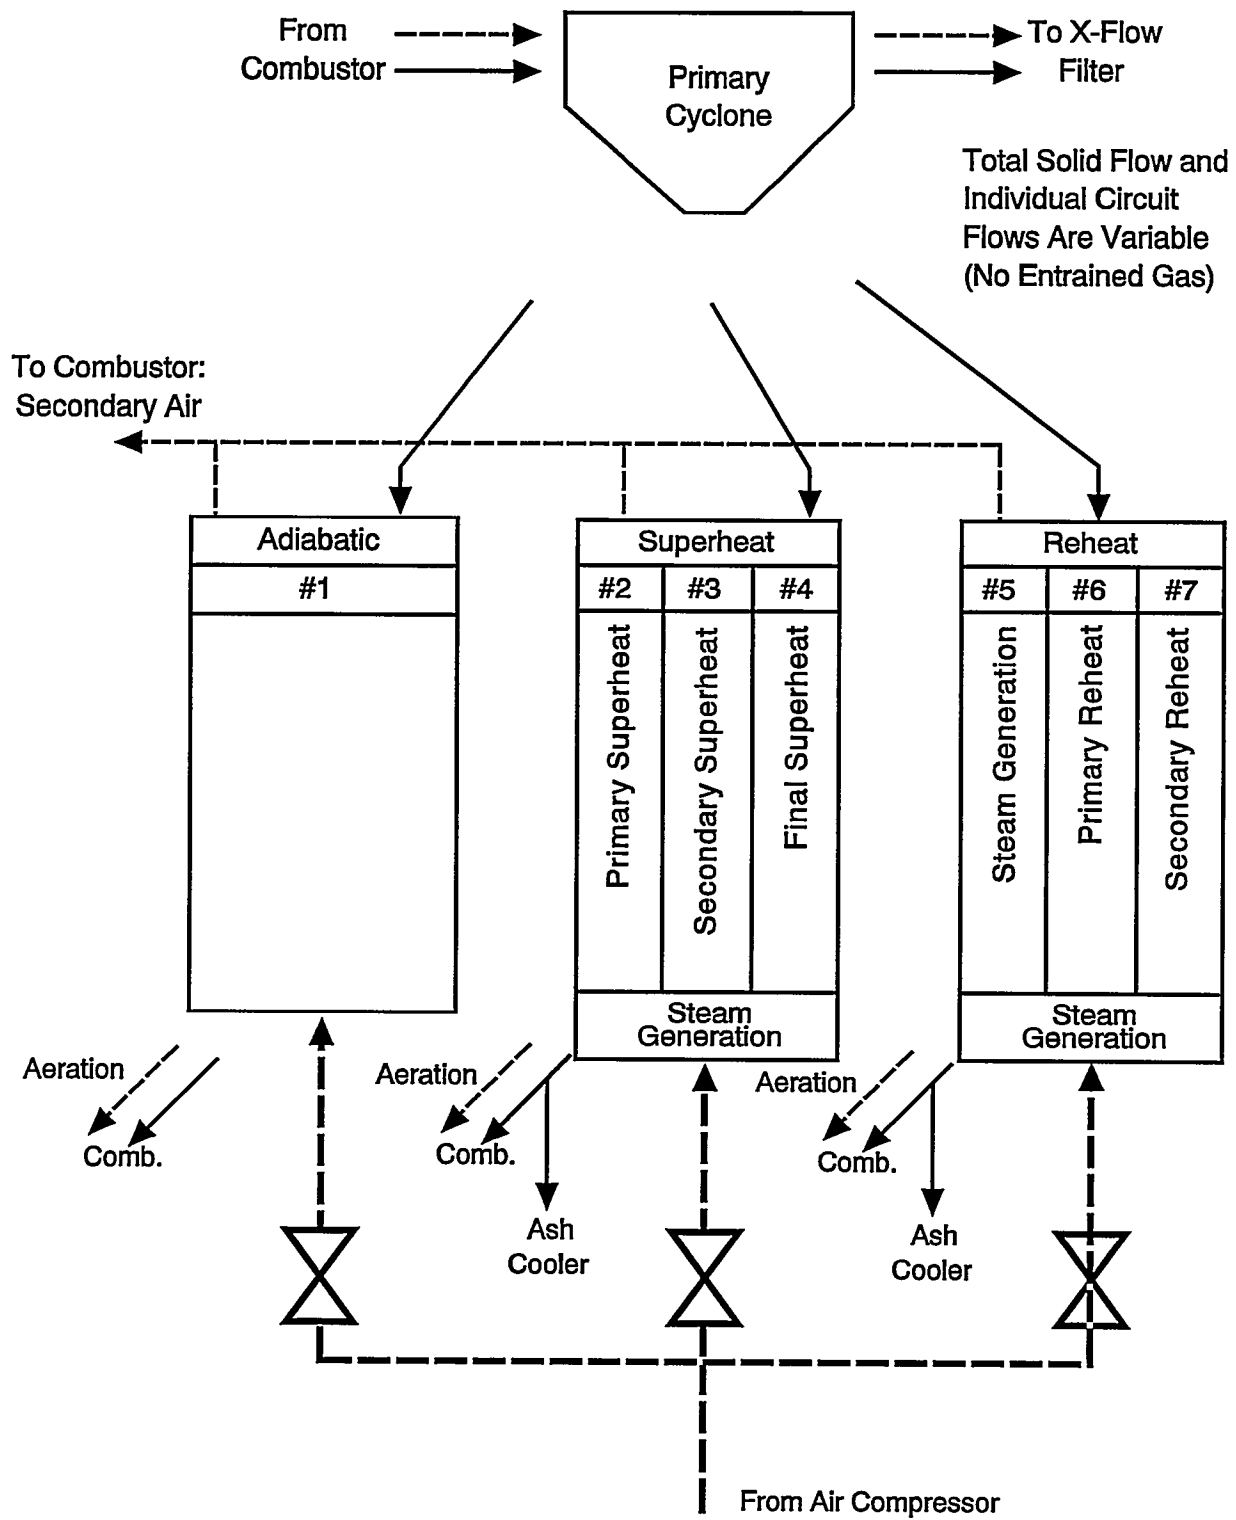 From
Combustor
Primary
Cyclone
To X-Flow
Filter
Total Solid Flow and
Individual Circuit
Flows Are Variable
(No Entrained Gas)
To Combustor:
Secondary Air
Adiabatic
#1
Superheat
#2 #3 #4
Primary Superheat
Secondary Superheat
Final Superheat
Steam
Generation
Reheat
#5 #6 #7
Steam Generation
Primary Reheat
Secondary Reheat
Steam
Generation
Aeration
Comb.
Aeration
Comb.
Ash
Cooler
Aeration
Comb.
Ash
Cooler
From Air Compressor